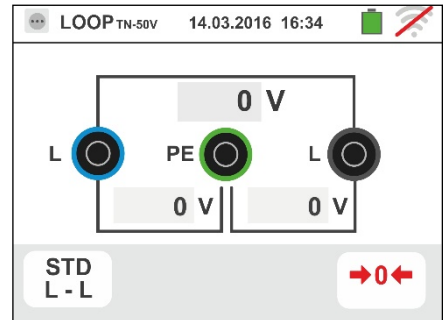 LOOP TN-50V 14.03.2016 16:34
0 V
L PE L
0 V 0 V
STD
L - L
→0←